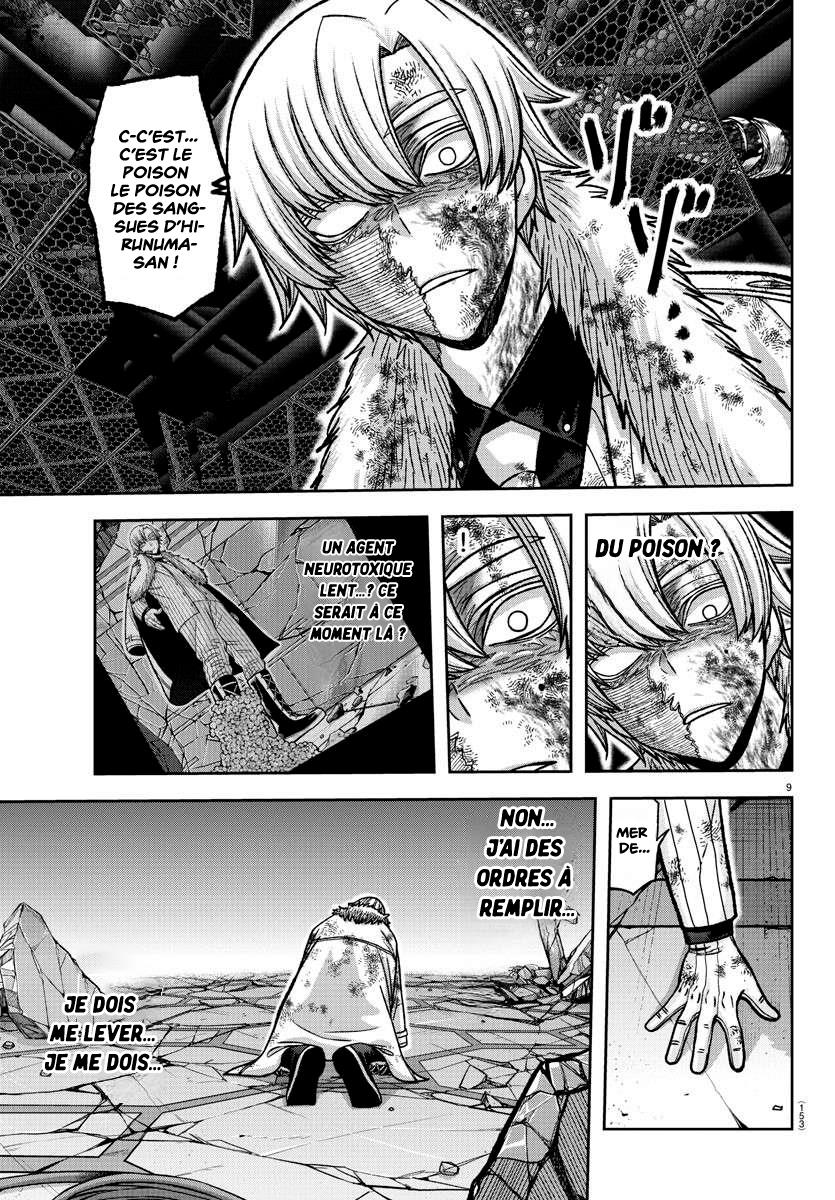 C-C'EST...
C'EST LE
POISON
LE POISON
DES SANG-
SUES D'HI-
RUNUMA-
SAN !
ガガ
DU POISON ?
!
UN AGENT
NEUROTOXIQUE
LENT...? CE
SERAIT À CE
MOMENT LÀ ?
9
MER
DE...
NON...
J'AI DES
ORDRES À
REMPLIR...
JE DOIS
ME LEVER...
JE ME DOIS...
(153)